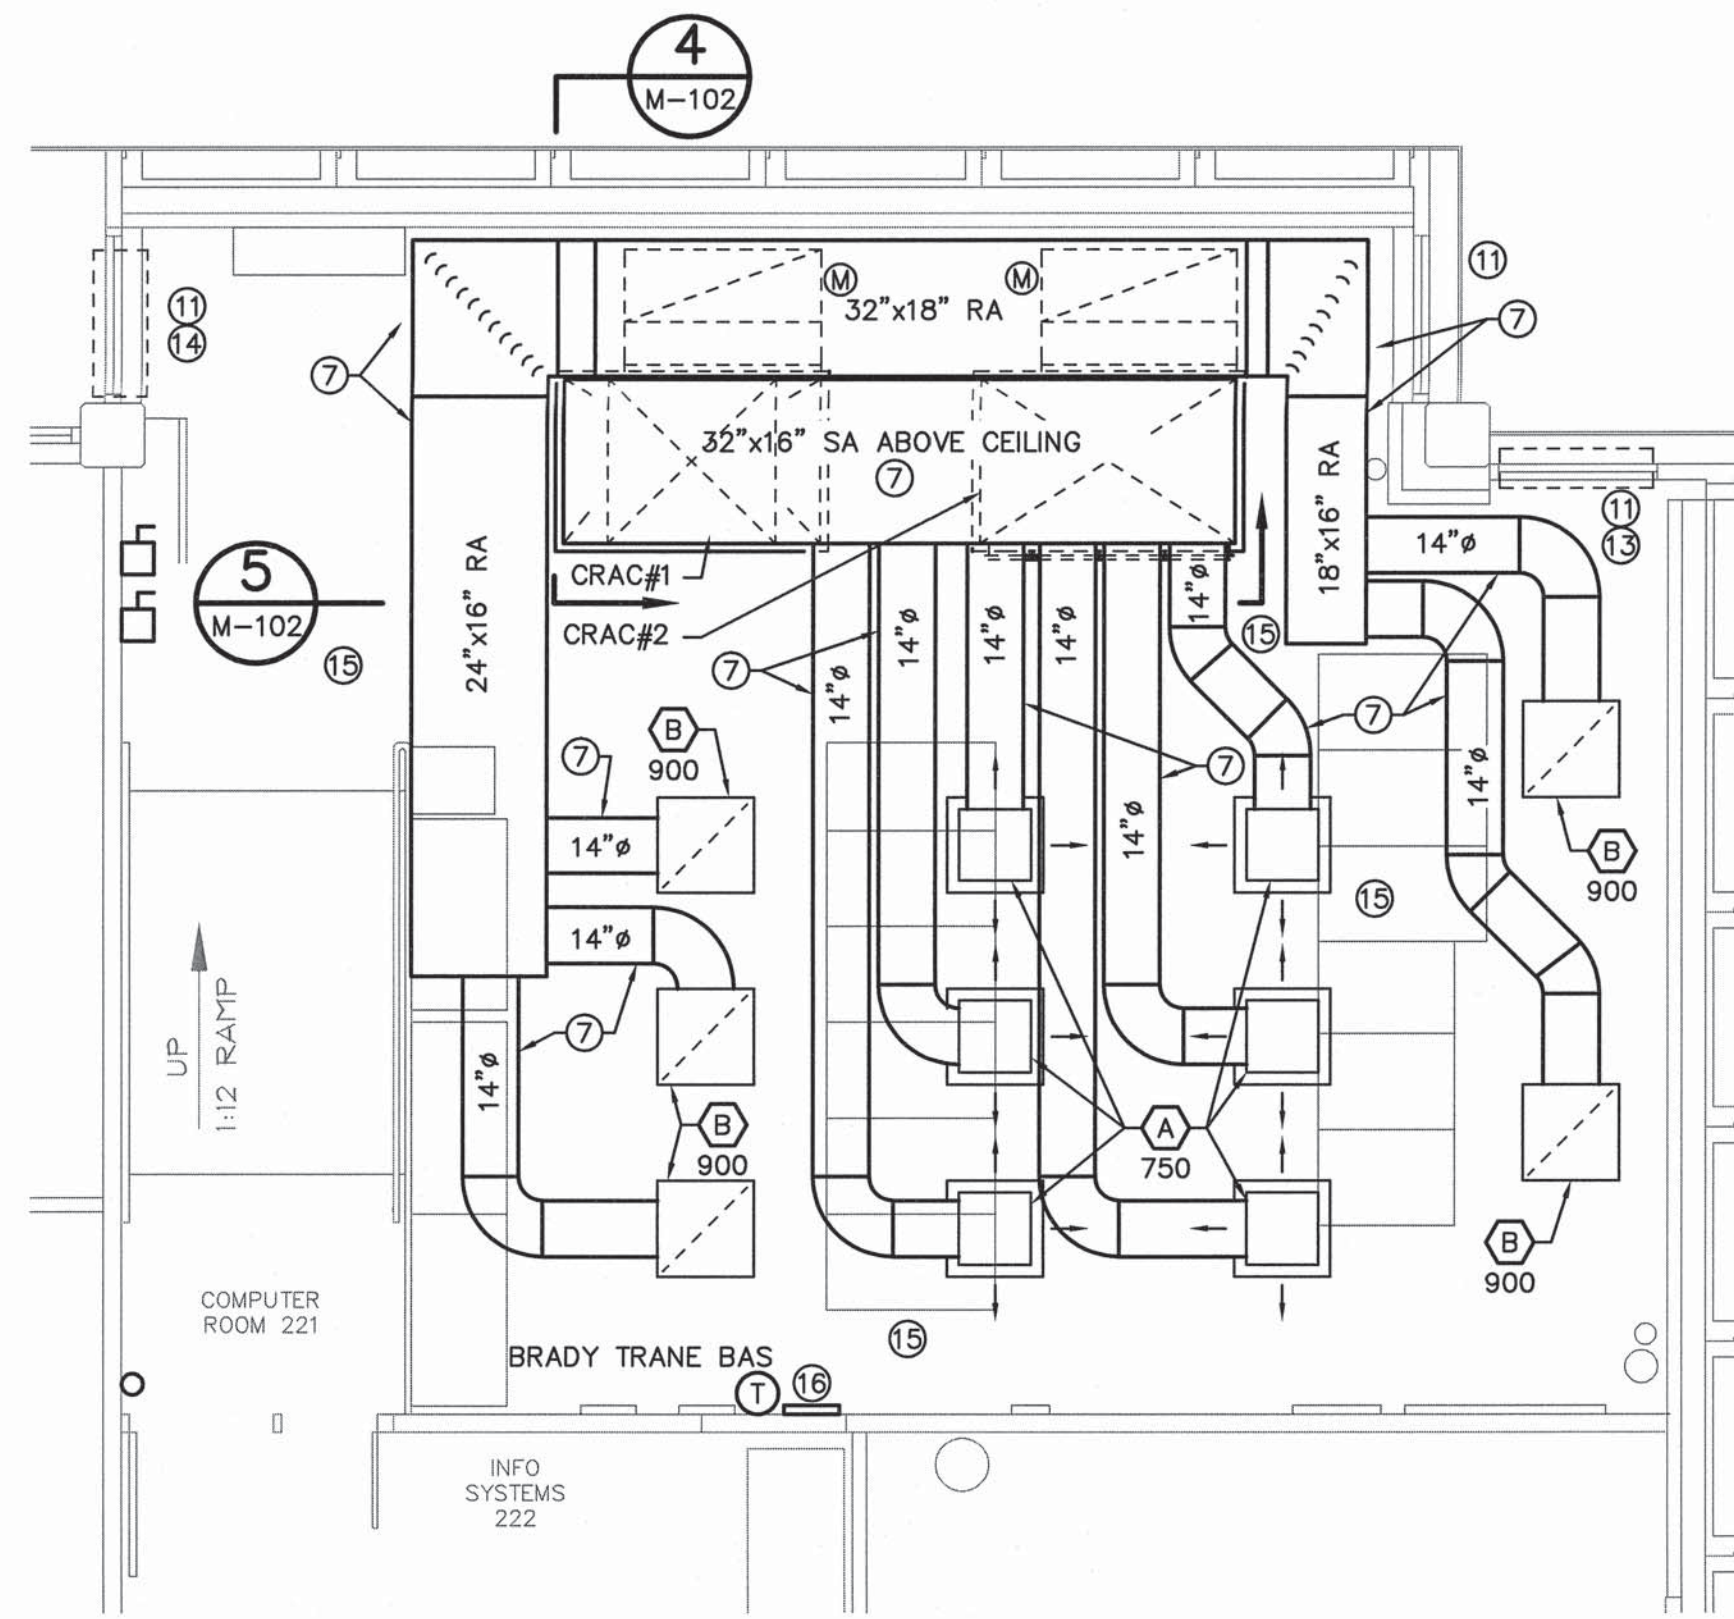 4
M-102
11
14
M
32"x18" RA
M
11
7
7
32"x16" SA ABOVE CEILING
7
18"x16" RA
11
13
14"ø
5
M-102
15
24"x16" RA
CRAC#1
CRAC#2
7
14"ø
14"ø
14"ø
14"ø
14"ø
15
7
B
900
7
7
14"ø
14"ø
14"ø
B
900
15
14"ø
7
14"ø
UP
1:12 RAMP
B
900
A
750
B
900
COMPUTER
ROOM 221
15
BRADY TRANE BAS
T
16
INFO
SYSTEMS
222